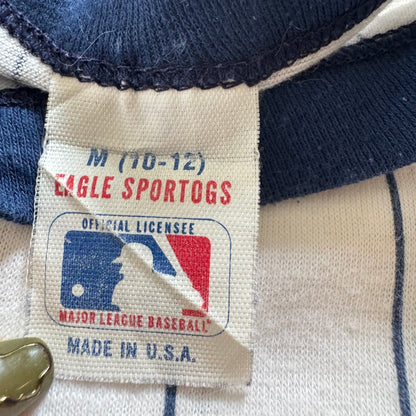 M (10-12)
EAGLE SPORTOGS
OFFICIAL LICENSEE
MAJOR LEAGUE BASEBALL®
MADE IN U.S.A.